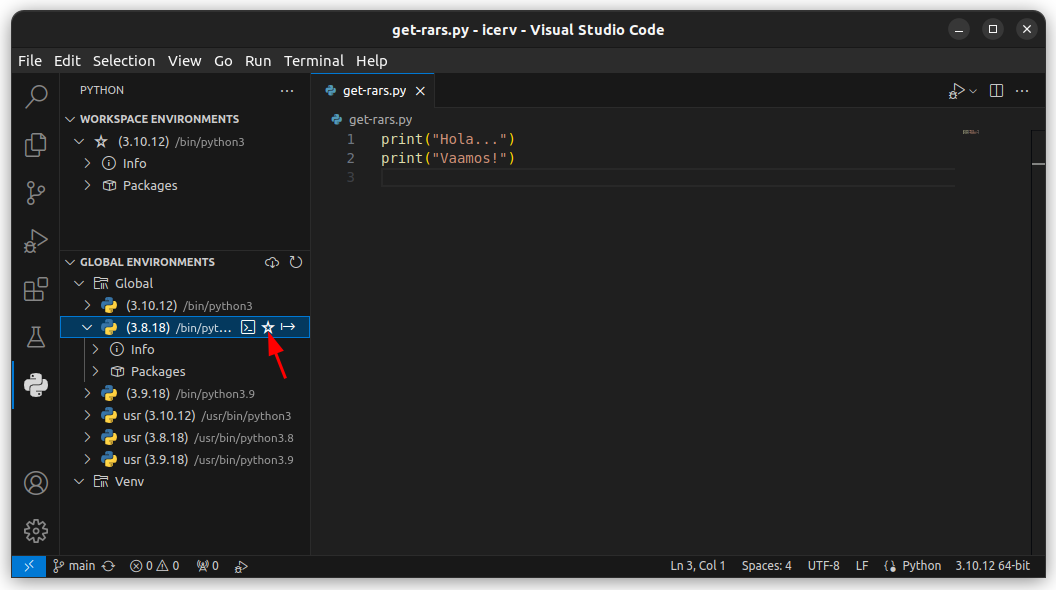 get-rars.py - icerv - Visual Studio Code
File Edit Selection View Go Run Terminal Help
PYTHON
WORKSPACE ENVIRONMENTS
(3.10.12) /bin/python3
Info
Packages
GLOBAL ENVIRONMENTS
Global
(3.10.12) /bin/python3
(3.8.18) /bin/pyt...
Info
Packages
(3.9.18) /bin/python3.9
usr (3.10.12) /usr/bin/python3
usr (3.8.18) /usr/bin/python3.8
usr (3.9.18) /usr/bin/python3.9
Venv
get-rars.py
get-rars.py
1 print("Hola...")
2 print("Vaamos!")
3
main 0 0 0 Ln 3, Col 1 Spaces: 4 UTF-8 LF Python 3.10.12 64-bit